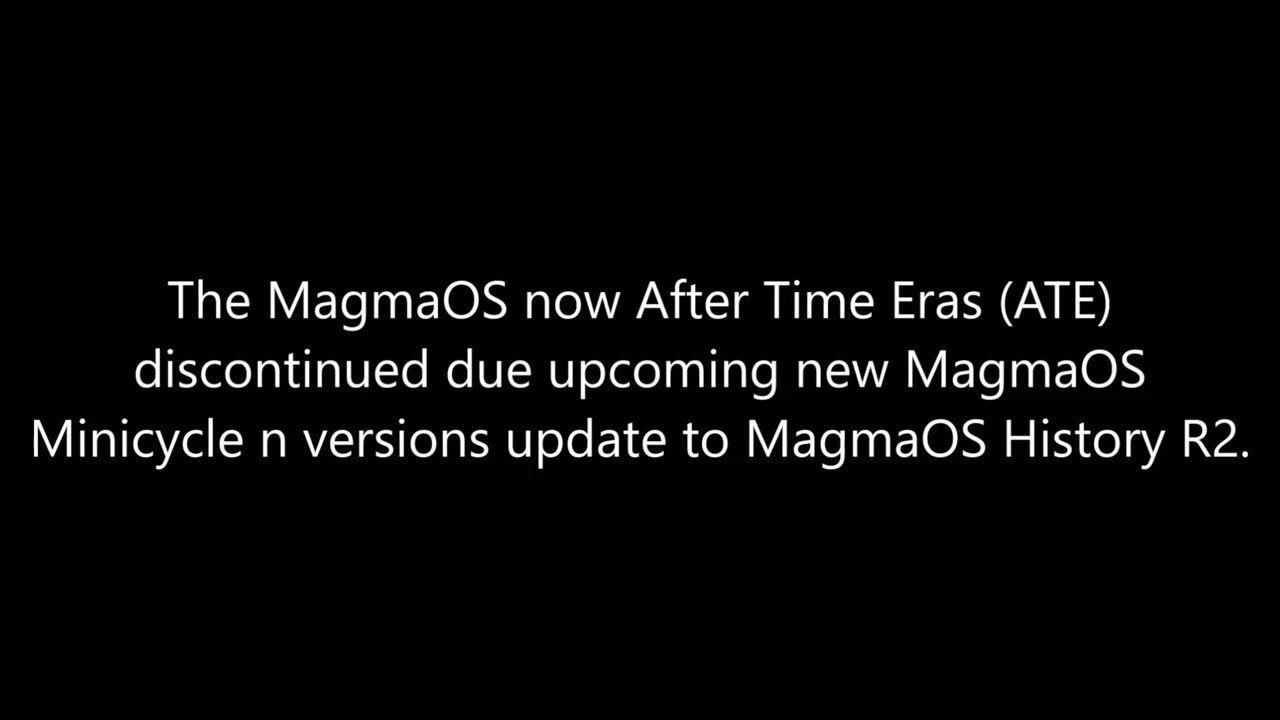 The MagmaOS now After Time Eras (ATE)
discontinued due upcoming new MagmaOS
Minicycle n versions update to MagmaOS History R2.